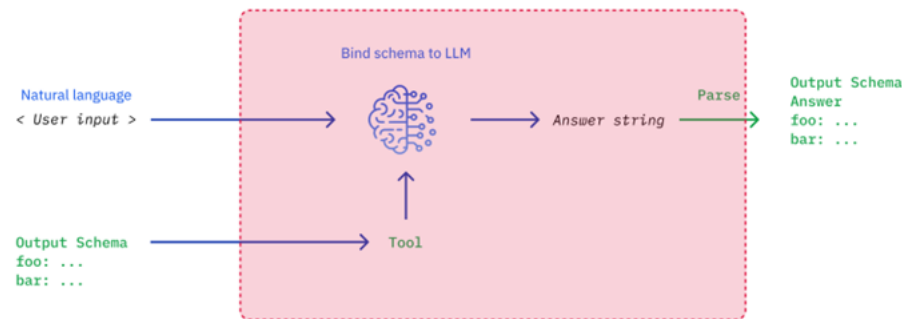 Bind schema to LLM
Natural language
< User input >
Answer string
Parse
Output Schema
Answer
foo: ...
bar: ...
Output Schema
foo: ...
bar: ...
Tool